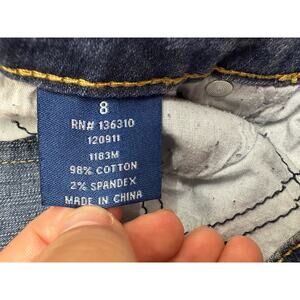 8
RN# 136310
120911
1183M
98% COTTON
2% SPANDEX
MADE IN CHINA